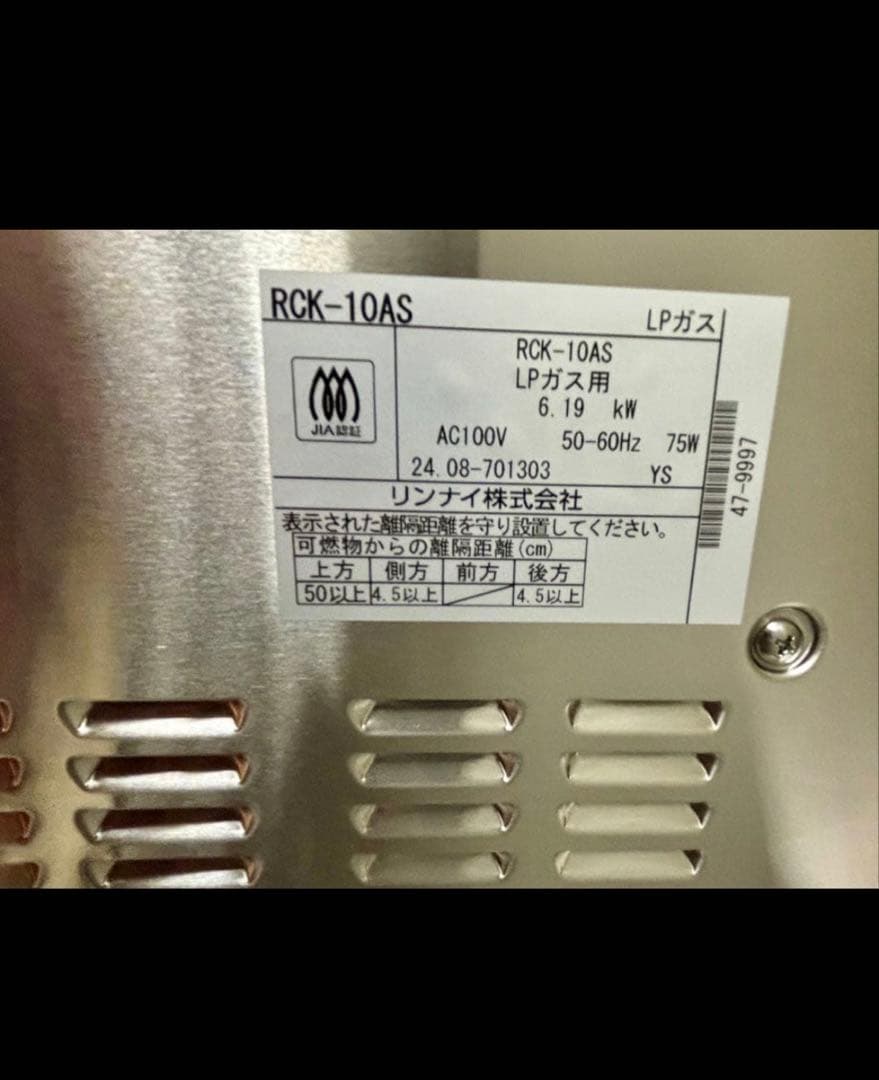 RCK-10AS LPガス
JIA認証
RCK-10AS
LPガス用
6.19 kW
AC100V 50-60Hz 75W
24.08-701303 YS
リンナイ株式会社
表示された離隔距離を守り設置してください。
可燃物からの離隔距離(cm)
上方 側方 前方 後方
50以上 4.5以上 4.5以上
47-9997